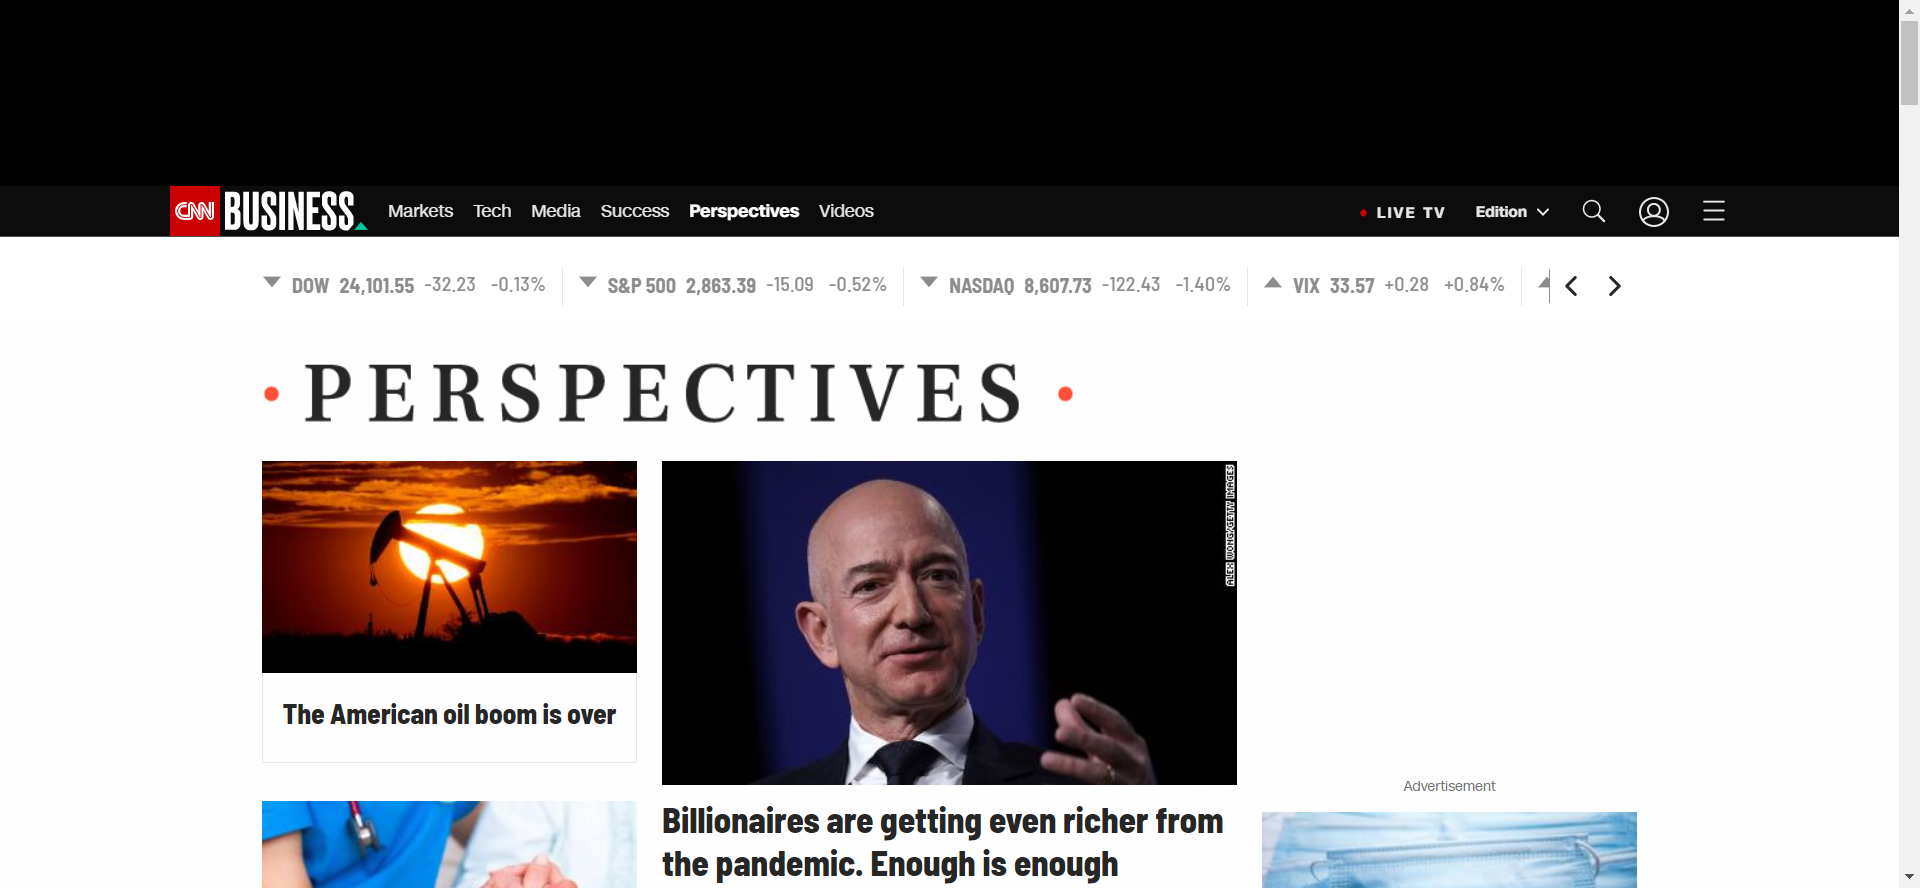 CNN BUSINESS Markets Tech Media Success Perspectives Videos LIVE TV Edition
DOW 24,101.55 -32.23 -0.13% S&P 500 2,863.39 -15.09 -0.52% NASDAQ 8,607.73 -122.43 -1.40% VIX 33.57 +0.28 +0.84%
PERSPECTIVES
ALEX WONG/GETTY IMAGES
The American oil boom is over
Billionaires are getting even richer from
the pandemic. Enough is enough
Advertisement